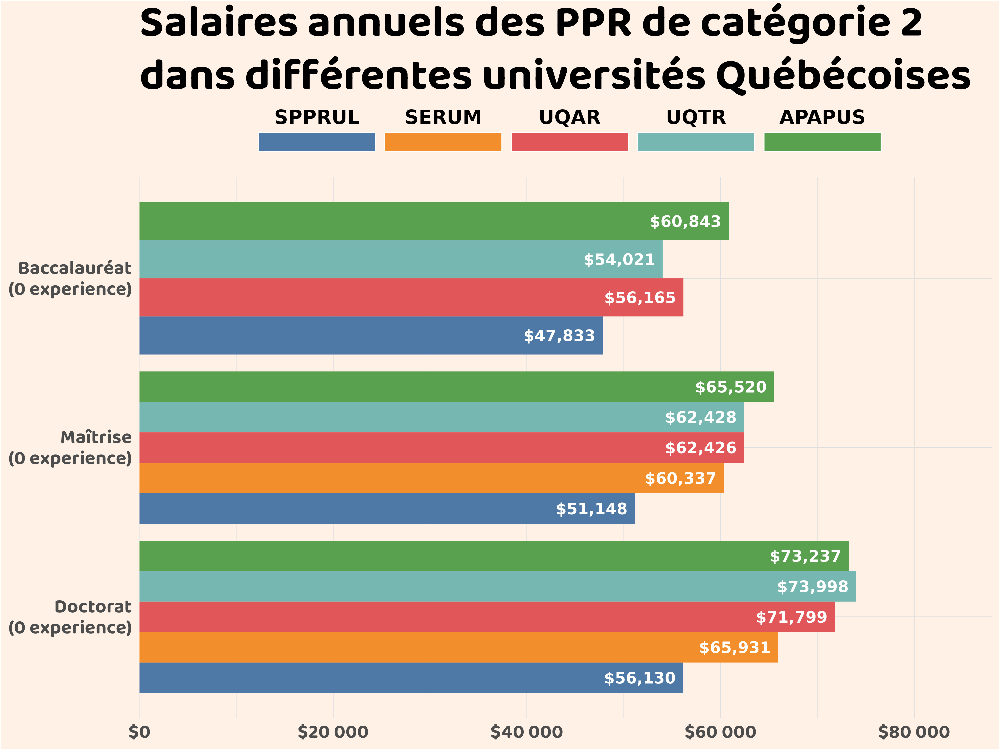 Salaires annuels des PPR de catégorie 2
dans différentes universités Québécoises
SPPRUL SERUM UQAR UQTR APAPUS
Baccalauréat
(0 experience)
$60,843
$54,021
$56,165
$47,833
Maîtrise
(0 experience)
$65,520
$62,428
$62,426
$60,337
$51,148
Doctorat
(0 experience)
$73,237
$73,998
$71,799
$65,931
$56,130
$0 $20 000 $40 000 $60 000 $80 000